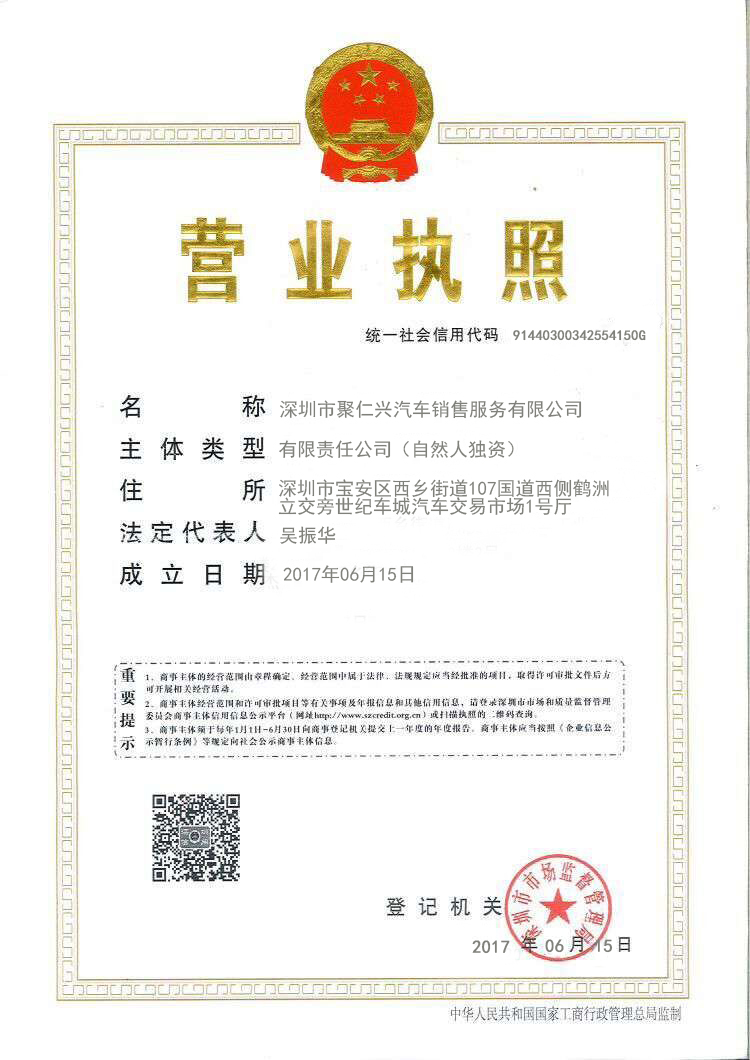 营业执照
统一社会信用代码 91440300342554150G
名称 深圳市聚仁兴汽车销售服务有限公司
主体类型 有限责任公司（自然人独资）
住所 深圳市宝安区西乡街道107国道西侧鹤洲
立交旁世纪车城汽车交易市场1号厅
法定代表人 吴振华
成立日期 2017年06月15日
重要提示
1、商事主体的经营范围由章程确定。经营范围中属于法律、法规规定应当经批准的项目，取得许可审批文件后方
可开展相关经营活动。
2、商事主体经营范围和许可审批项目等有关事项及年报信息和其他信用信息，请登录深圳市市场和质量监督管理
委员会商事主体信用信息公示平台（网址http://www.szcredit.org.cn）或扫描执照的二维码查询。
3、商事主体须于每年1月1日-6月30日向商事登记机关提交上一年度的年度报告。商事主体应当按照《企业信息公
示暂行条例》等规定向社会公示商事主体信息。
登记机关
深圳市市场监督管理局
2017 年 06 月 15 日
中华人民共和国国家工商行政管理总局监制